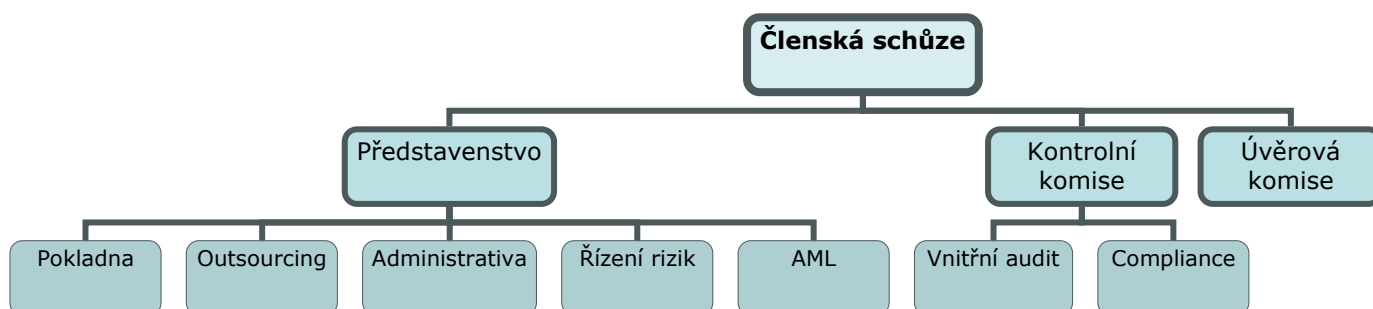 Členská schůze
Představenstvo
Kontrolní
komise
Úvěrová
komise
Pokladna
Outsourcing
Administrativa
Řízení rizik
AML
Vnitřní audit
Compliance